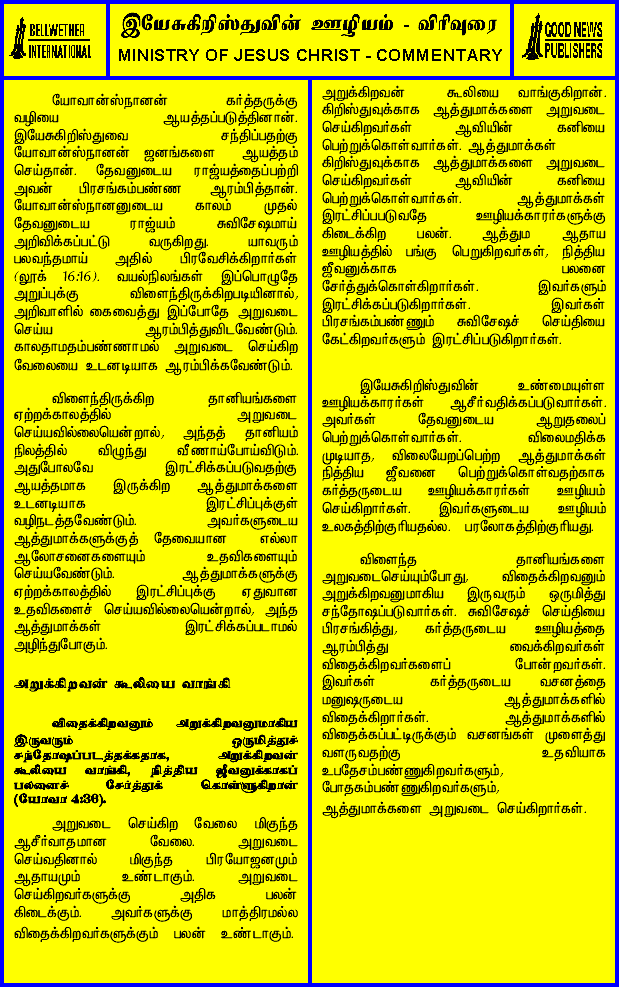 BELLWETHER
INTERNATIONAL
இயேசுகிறிஸ்துவின் ஊழியம் - விரிவுரை
MINISTRY OF JESUS CHRIST - COMMENTARY
GOOD NEWS
PUBLISHERS
யோவான்ஸ்நானன் கர்த்தருக்கு
வழியை ஆயத்தப்படுத்தினான்.
இயேசுகிறிஸ்துவை சந்திப்பதற்கு
யோவான்ஸ்நானன் ஜனங்களை ஆயத்தம்
செய்தான். தேவனுடைய ராஜ்யத்தைப்பற்றி
அவன் பிரசங்கம்பண்ண ஆரம்பித்தான்.
யோவான்ஸ்நானனுடைய காலம் முதல்
தேவனுடைய ராஜ்யம் சுவிசேஷமாய்
அறிவிக்கப்பட்டு வருகிறது. யாவரும்
பலவந்தமாய் அதில் பிரவேசிக்கிறார்கள்
(லூக் 16:16). வயல்நிலங்கள் இப்பொழுதே
அறுப்புக்கு விளைந்திருக்கிறபடியினால்,
அறிவாளில் கைவைத்து இப்போதே அறுவடை
செய்ய ஆரம்பித்துவிடவேண்டும்.
காலதாமதம்பண்ணாமல் அறுவடை செய்கிற
வேலையை உடனடியாக ஆரம்பிக்கவேண்டும்.
விளைந்திருக்கிற தானியங்களை
ஏற்றக்காலத்தில் அறுவடை
செய்யவில்லையென்றால், அந்தத் தானியம்
நிலத்தில் விழுந்து வீணாய்போய்விடும்.
அதுபோலவே இரட்சிக்கப்படுவதற்கு
ஆயத்தமாக இருக்கிற ஆத்துமாக்களை
உடனடியாக இரட்சிப்புக்குள்
வழிநடத்தவேண்டும். அவர்களுடைய
ஆத்துமாக்களுக்குத் தேவையான எல்லா
ஆலோசனைகளையும் உதவிகளையும்
செய்யவேண்டும். ஆத்துமாக்களுக்கு
ஏற்றக்காலத்தில் இரட்சிப்புக்கு ஏதுவான
உதவிகளைச் செய்யவில்லையென்றால், அந்த
ஆத்துமாக்கள் இரட்சிக்கப்படாமல்
அழிந்துபோகும்.
அறுக்கிறவன் கூலியை வாங்கி
விதைக்கிறவனும் அறுக்கிறவனுமாகிய
இருவரும் ஒருமித்துச்
சந்தோஷப்படத்தக்கதாக, அறுக்கிறவன்
கூலியை வாங்கி, நித்திய ஜீவனுக்காகப்
பலனைச் சேர்த்துக் கொள்ளுகிறான்
(யோவா 4:36).
அறுவடை செய்கிற வேலை மிகுந்த
ஆசீர்வாதமான வேலை. அறுவடை
செய்வதினால் மிகுந்த பிரயோஜனமும்
ஆதாயமும் உண்டாகும். அறுவடை
செய்கிறவர்களுக்கு அதிக பலன்
கிடைக்கும். அவர்களுக்கு மாத்திரமல்ல
விதைக்கிறவர்களுக்கும் பலன் உண்டாகும்.
அறுக்கிறவன் கூலியை வாங்குகிறான்.
கிறிஸ்துவுக்காக ஆத்துமாக்களை அறுவடை
செய்கிறவர்கள் ஆவியின் கனியை
பெற்றுக்கொள்வார்கள். ஆத்துமாக்கள்
கிறிஸ்துவுக்காக ஆத்துமாக்களை அறுவடை
செய்கிறவர்கள் ஆவியின் கனியை
பெற்றுக்கொள்வார்கள். ஆத்துமாக்கள்
இரட்சிப்படுவதே ஊழியக்காரர்களுக்கு
கிடைக்கிற பலன். ஆத்தும ஆதாய
ஊழியத்தில் பங்கு பெறுகிறவர்கள், நித்திய
ஜீவனுக்காக பலனை
சேர்த்துக்கொள்கிறார்கள். இவர்களும்
இரட்சிக்கப்படுகிறார்கள். இவர்கள்
பிரசங்கம்பண்ணும் சுவிசேஷச் செய்தியை
கேட்கிறவர்களும் இரட்சிப்படுகிறார்கள்.
இயேசுகிறிஸ்துவின் உண்மையுள்ள
ஊழியக்காரர்கள் ஆசீர்வதிக்கப்படுவார்கள்.
அவர்கள் தேவனுடைய ஆறுதலைப்
பெற்றுக்கொள்வார்கள். விலைமதிக்க
முடியாத, விலையேறப்பெற்ற ஆத்துமாக்கள்
நித்திய ஜீவனை பெற்றுக்கொள்வதற்காக
கர்த்தருடைய ஊழியக்காரர்கள் ஊழியம்
செய்கிறார்கள். இவர்களுடைய ஊழியம்
உலகத்திற்குரியதல்ல. பரலோகத்திற்குரியது.
விளைந்த தானியங்களை
அறுவடைசெய்யும்போது, விதைக்கிறவனும்
அறுக்கிறவனுமாகிய இருவரும் ஒருமித்து
சந்தோஷப்படுவார்கள். சுவிசேஷச் செய்தியை
பிரசங்கித்து, கர்த்தருடைய ஊழியத்தை
ஆரம்பித்து வைக்கிறவர்கள்
விதைக்கிறவர்களைப் போன்றவர்கள்.
இவர்கள் கர்த்தருடைய வசனத்தை
மனுஷருடைய ஆத்துமாக்களில்
விதைக்கிறார்கள். ஆத்துமாக்களில்
விதைக்கப்பட்டிருக்கும் வசனங்கள் முளைத்து
வளருவதற்கு உதவியாக
உபதேசம்பண்ணுகிறவர்களும்,
போதகம்பண்ணுகிறவர்களும்,
ஆத்துமாக்களை அறுவடை செய்கிறார்கள்.